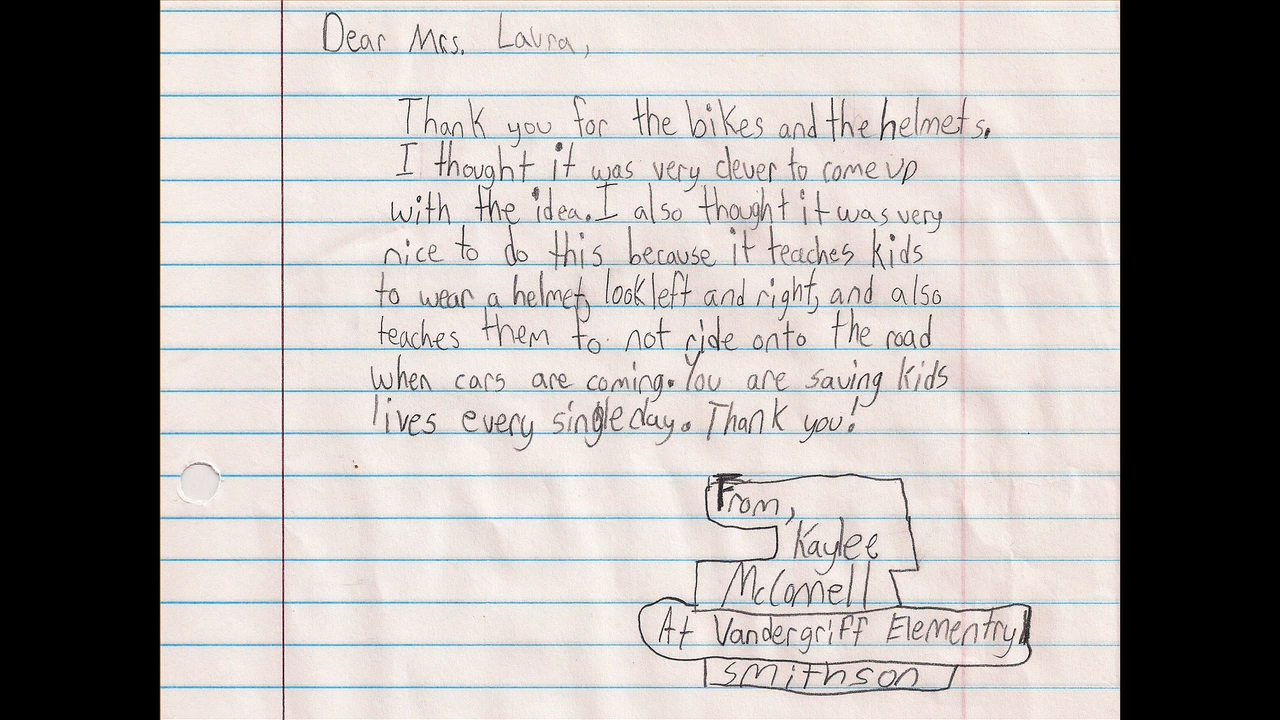 Dear Mrs. Laura,
Thank you for the bikes and the helmets.
I thought it was very clever to come up
with the idea. I also thought it was very
nice to do this because it teaches kids
to wear a helmet, look left and right, and also
teaches them to not ride onto the road
when cars are coming. You are saving kids
lives every single day. Thank you!
From,
Kaylee
McConnell
At Vandergriff Elementry
smithson